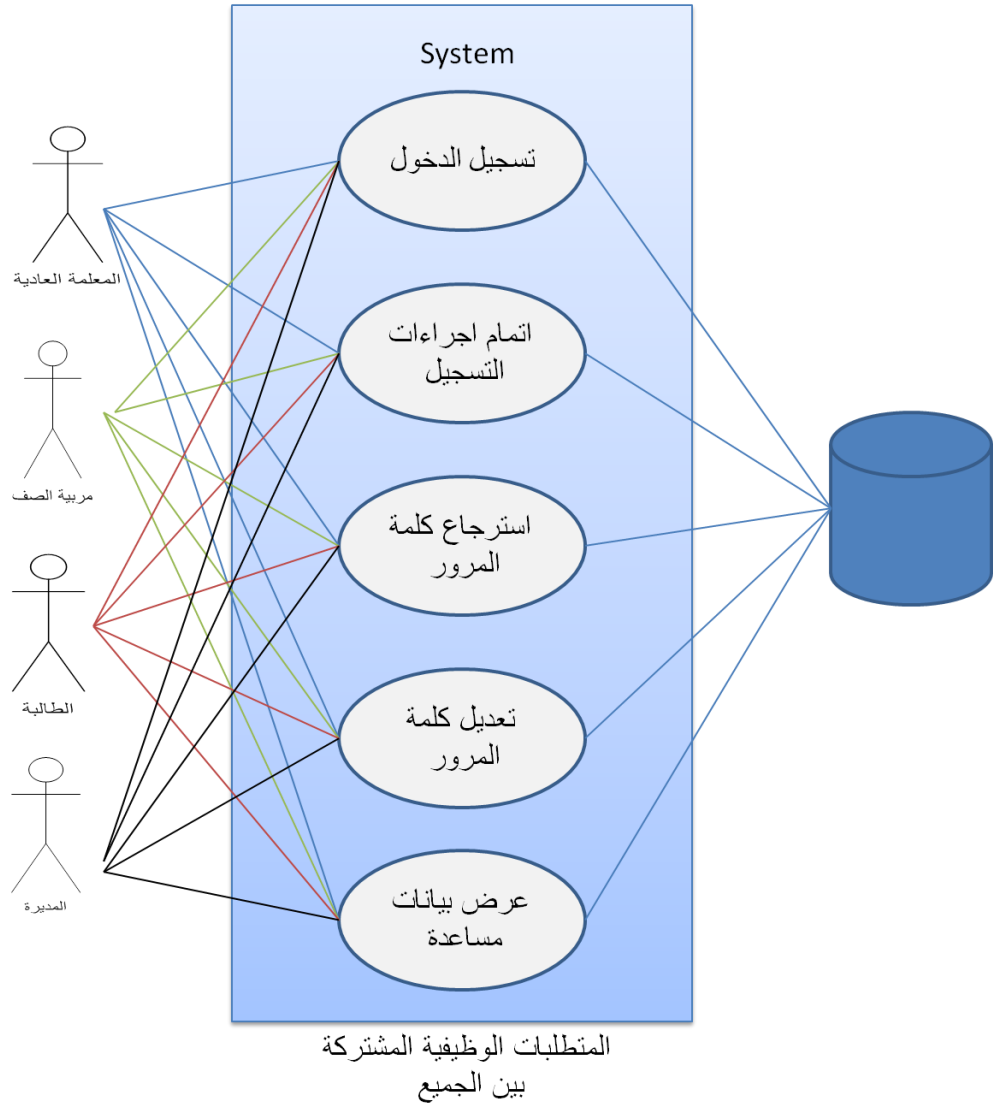 System
تسجيل الدخول
المعلمة العادية
اتمام اجراءات
التسجيل
مربية الصف
استرجاع كلمة
المرور
الطالبة
تعديل كلمة
المرور
المديرة
عرض بيانات
مساعدة
المتطلبات الوظيفية المشتركة
بين الجميع